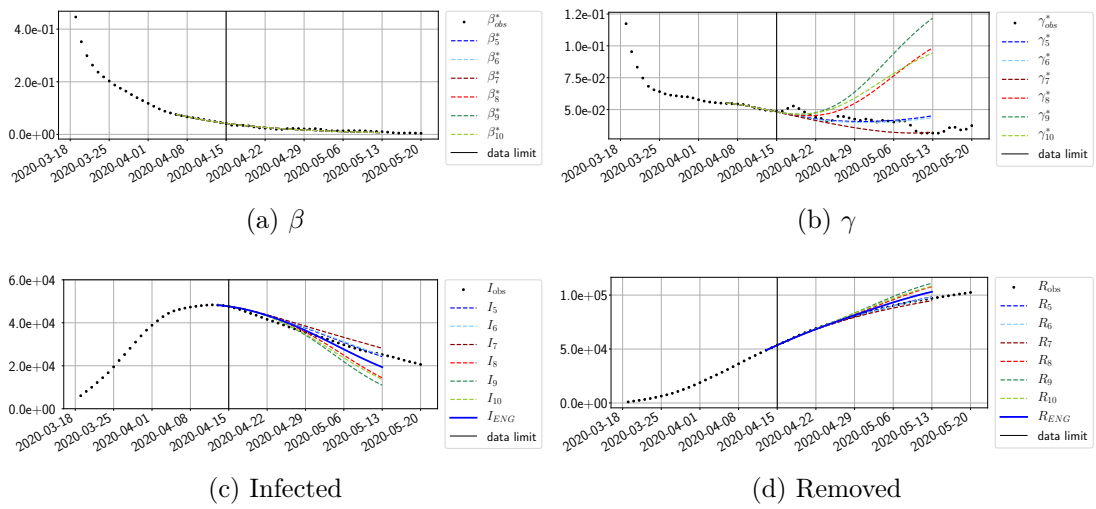 4.0e−01
2.0e−01
0.0e+00
2020-03-18
2020-03-25
2020-04-01
2020-04-08
2020-04-15
2020-04-22
2020-04-29
2020-05-06
2020-05-13
2020-05-20
β*obs
β*5
β*6
β*7
β*8
β*9
β*10
data limit
(a) β
1.2e−01
1.0e−01
7.5e−02
5.0e−02
2020-03-18
2020-03-25
2020-04-01
2020-04-08
2020-04-15
2020-04-22
2020-04-29
2020-05-06
2020-05-13
2020-05-20
γ*obs
γ*5
γ*6
γ*7
γ*8
γ*9
γ*10
data limit
(b) γ
6.0e+04
4.0e+04
2.0e+04
0.0e+00
2020-03-18
2020-03-25
2020-04-01
2020-04-08
2020-04-15
2020-04-22
2020-04-29
2020-05-06
2020-05-13
2020-05-20
Iobs
I5
I6
I7
I8
I9
I10
IENG
data limit
(c) Infected
1.0e+05
5.0e+04
0.0e+00
2020-03-18
2020-03-25
2020-04-01
2020-04-08
2020-04-15
2020-04-22
2020-04-29
2020-05-06
2020-05-13
2020-05-20
Robs
R5
R6
R7
R8
R9
R10
RENG
data limit
(d) Removed